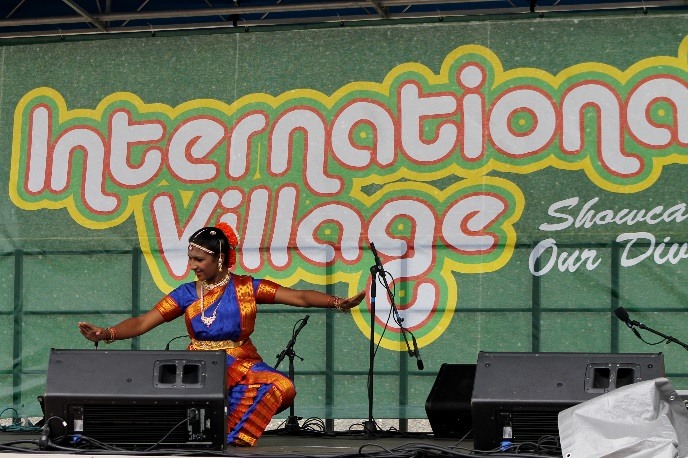 International
Village
Showca
Our Div